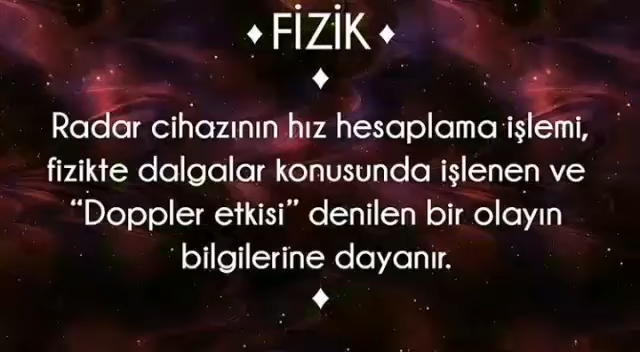 FİZİK
Radar cihazının hız hesaplama işlemi,
fizikte dalgalar konusunda işlenen ve
“Doppler etkisi” denilen bir olayın
bilgilerine dayanır.